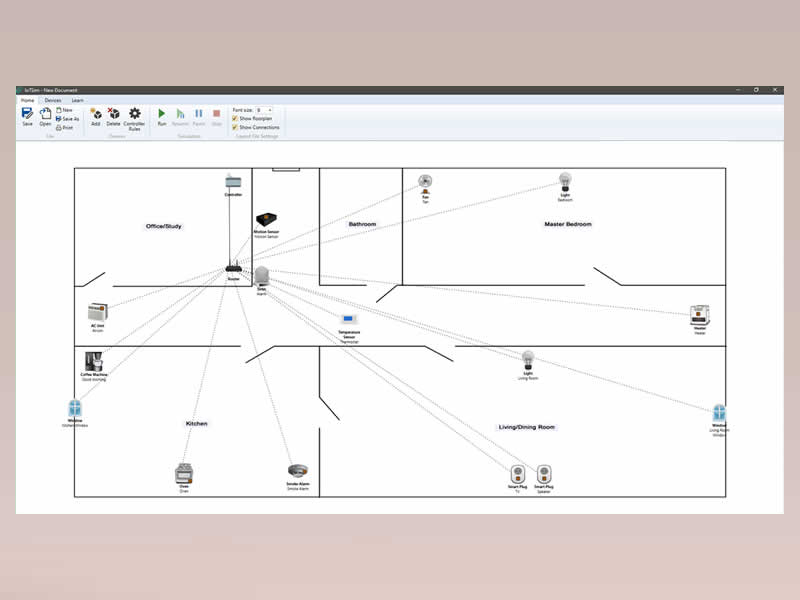 IoTSim - New Document
Home Devices Learn
Save
Open
New
Save As
Print
File
Add
Delete
Controller
Rules
Devices
Run
Pause
Stop
Simulation
Font size: 8
Show Floorplan
Show Connections
Layout File Settings
Controller
Office/Study
Motion Sensor
Motion Sensor
Bathroom
Fan
Fan
Light
Bedroom
Master Bedroom
Router
Siren
Alarm
AC Unit
Aircon
Temperature
Sensor
Thermostat
Heater
Heater
Coffee Machine
Good Morning
Light
Living Room
Window
Kitchen Window
Kitchen
Living/Dining Room
Window
Living Room
Window
Oven
Oven
Smoke Alarm
Smoke Alarm
Smart Plug
TV
Smart Plug
Speaker